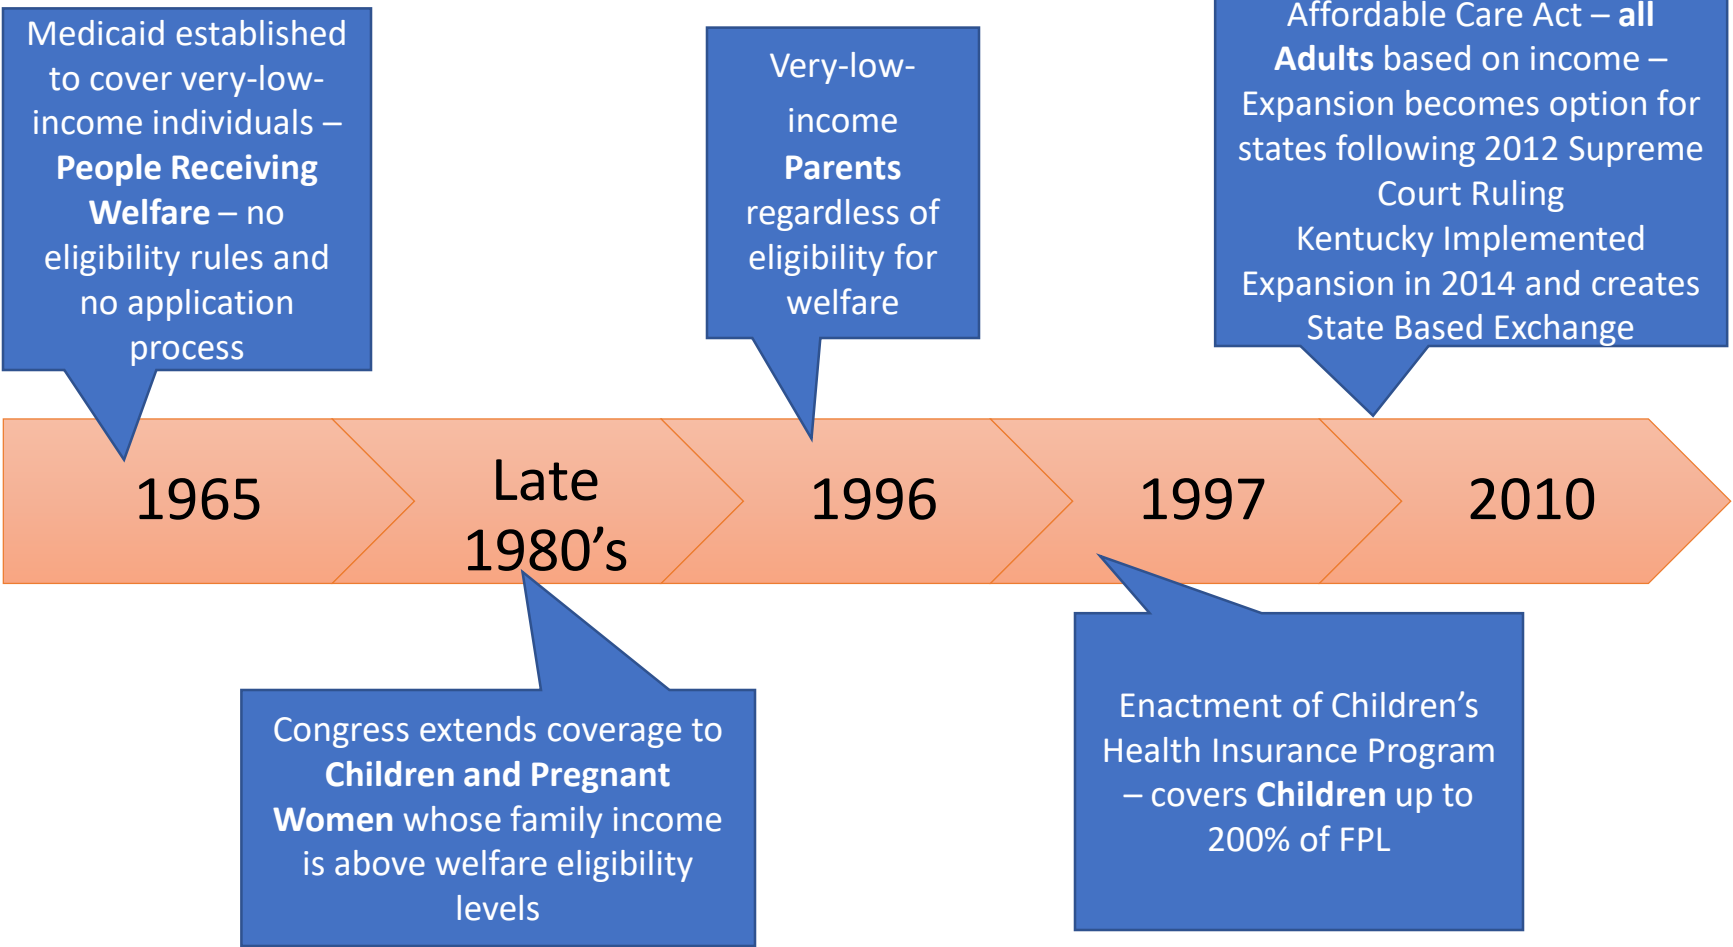 Medicaid established
to cover very-low-
income individuals –
People Receiving
Welfare – no
eligibility rules and
no application
process
Very-low-
income
Parents
regardless of
eligibility for
welfare
Affordable Care Act – all
Adults based on income –
Expansion becomes option for
states following 2012 Supreme
Court Ruling
Kentucky Implemented
Expansion in 2014 and creates
State Based Exchange
1965
Late
1980's
1996
1997
2010
Congress extends coverage to
Children and Pregnant
Women whose family income
is above welfare eligibility
levels
Enactment of Children's
Health Insurance Program
– covers Children up to
200% of FPL